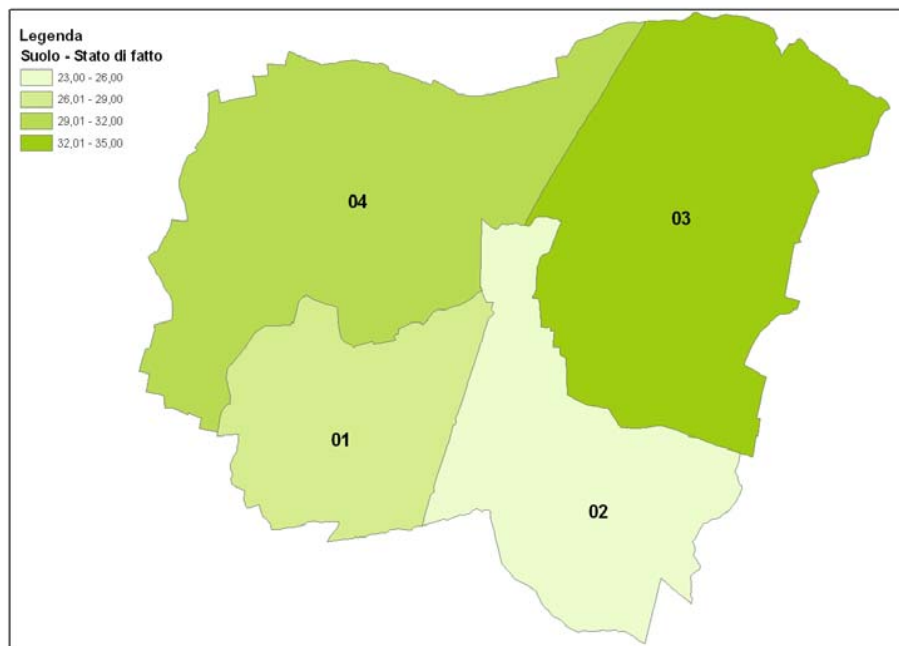 Legenda
Suolo - Stato di fatto
23,00 - 26,00
26,01 - 29,00
29,01 - 32,00
32,01 - 35,00
04
03
01
02